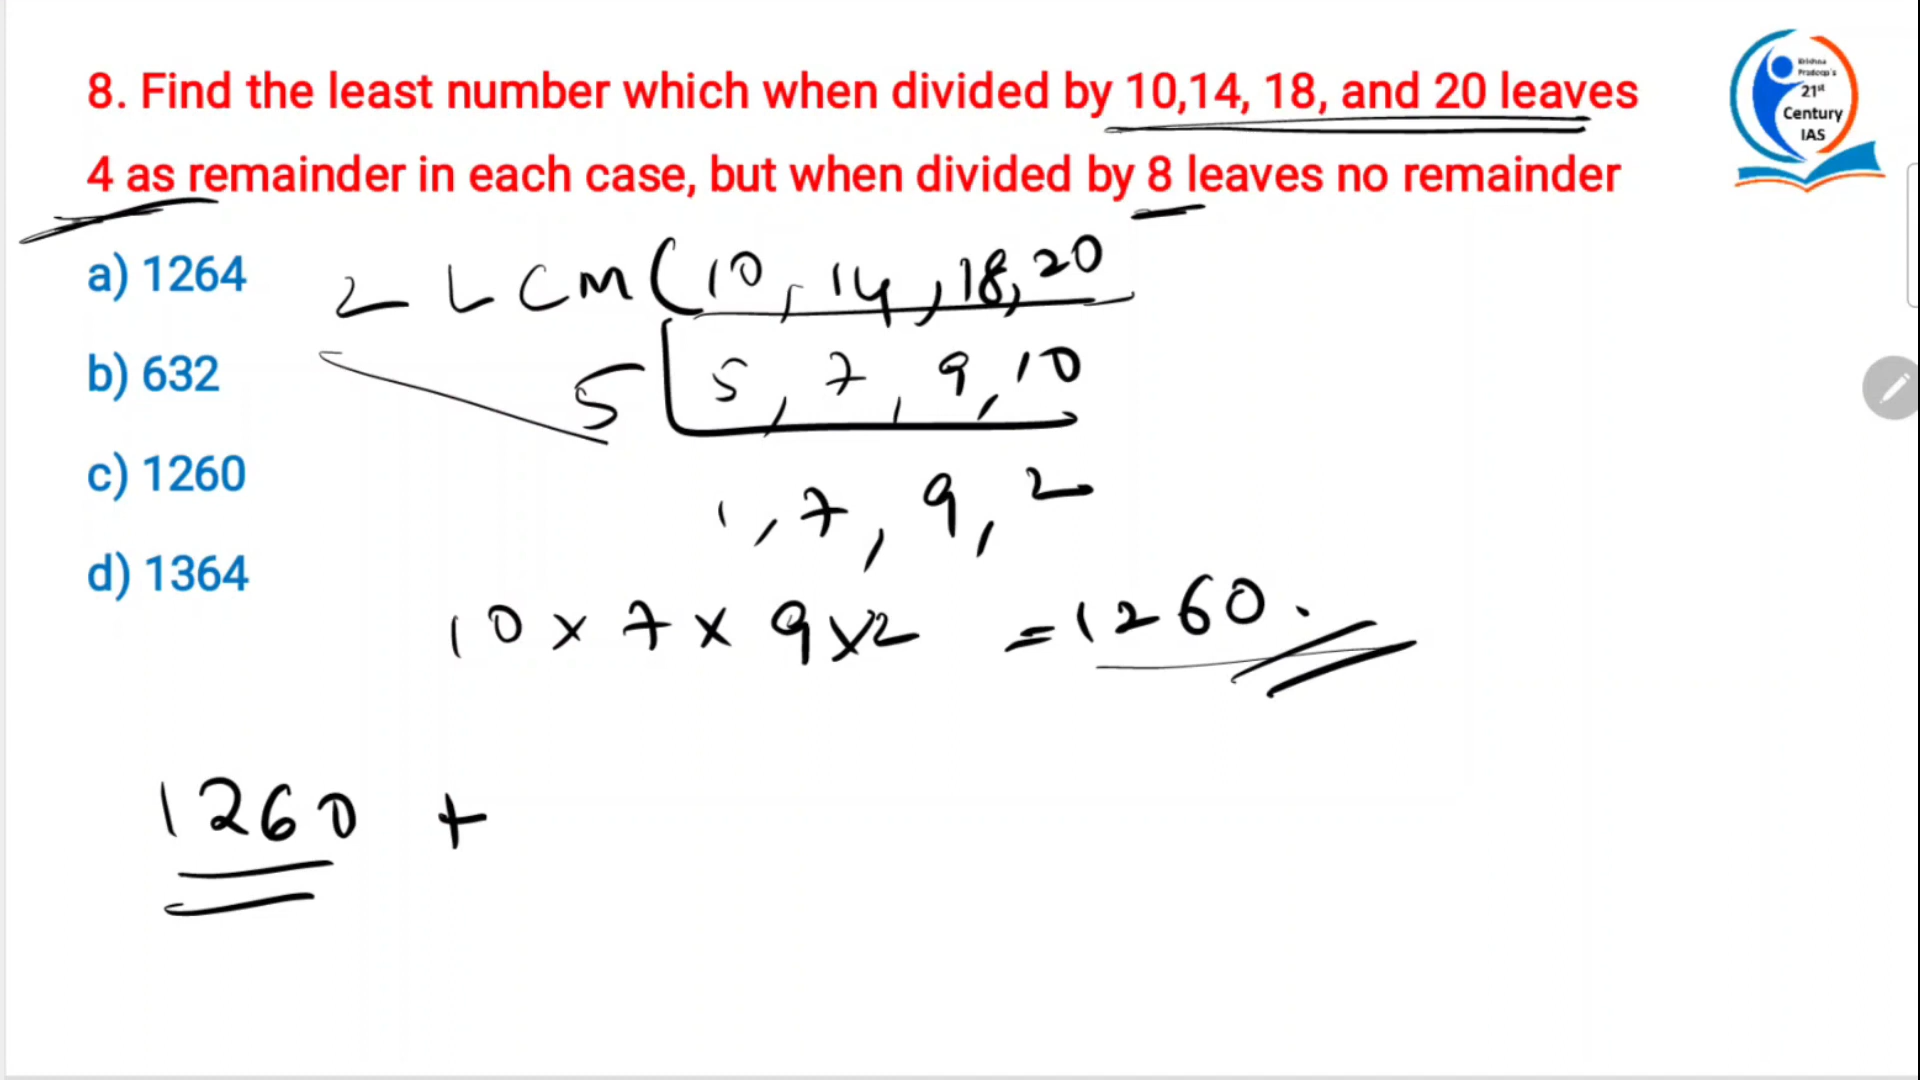 8. Find the least number which when divided by 10,14, 18, and 20 leaves
4 as remainder in each case, but when divided by 8 leaves no remainder
Krishna
Pradeep's
21st
Century
IAS
a) 1264
b) 632
c) 1260
d) 1364
2 LCM(10, 14, 18, 20
5 5, 7, 9, 10
1, 7, 9, 2
10 x 7 x 9 x 2 = 1260.
1260 +